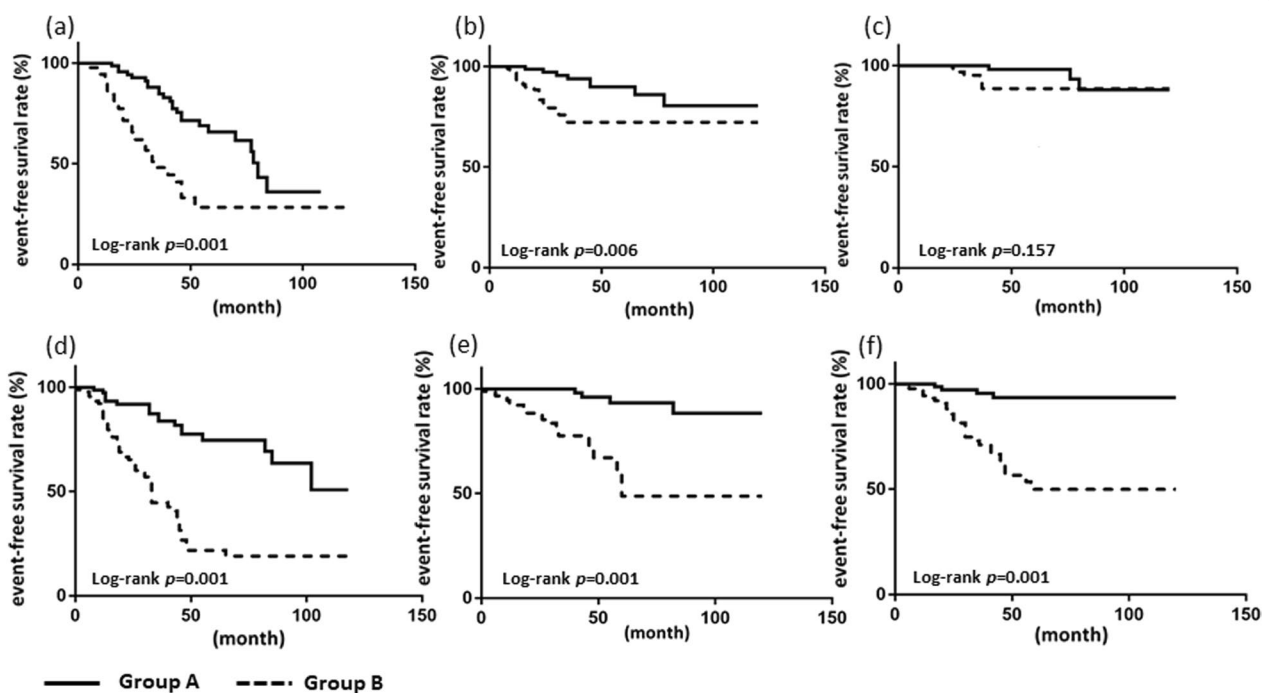 (a)
event-free surival rate (%)
100
50
0
0 50 100 150
(month)
Log-rank p=0.001
(b)
event-free surival rate (%)
100
50
0
0 50 100 150
(month)
Log-rank p=0.006
(c)
event-free surival rate (%)
100
50
0
0 50 100 150
(month)
Log-rank p=0.157
(d)
event-free survival rate (%)
100
50
0
0 50 100 150
(month)
Log-rank p=0.001
(e)
event-free survival rate (%)
100
50
0
0 50 100 150
(month)
Log-rank p=0.001
(f)
event-free survival rate (%)
100
50
0
0 50 100 150
(month)
Log-rank p=0.001
Group A Group B